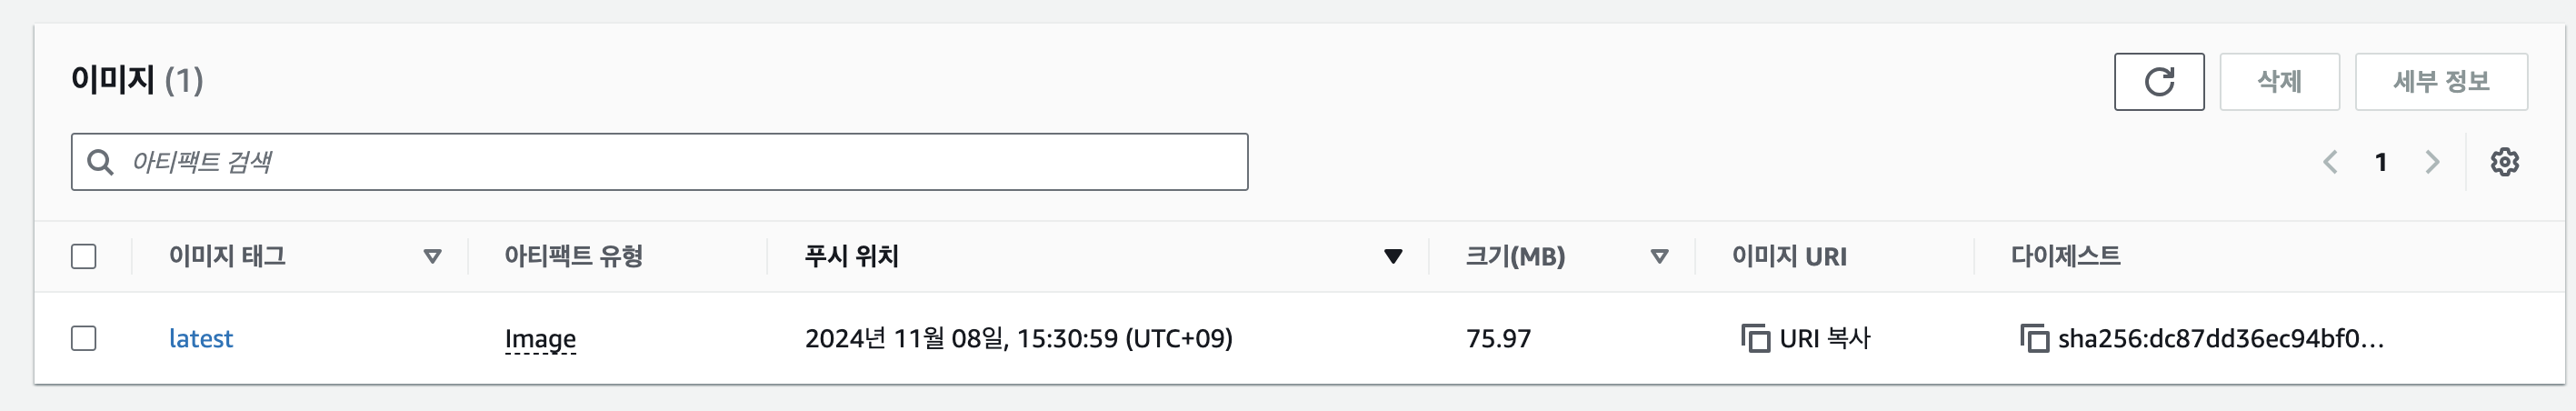 이미지 (1)
삭제
세부 정보
아티팩트 검색
1
이미지 태그 아티팩트 유형 푸시 위치 크기(MB) 이미지 URI 다이제스트
latest Image 2024년 11월 08일, 15:30:59 (UTC+09) 75.97 URI 복사 sha256:dc87dd36ec94bf0...